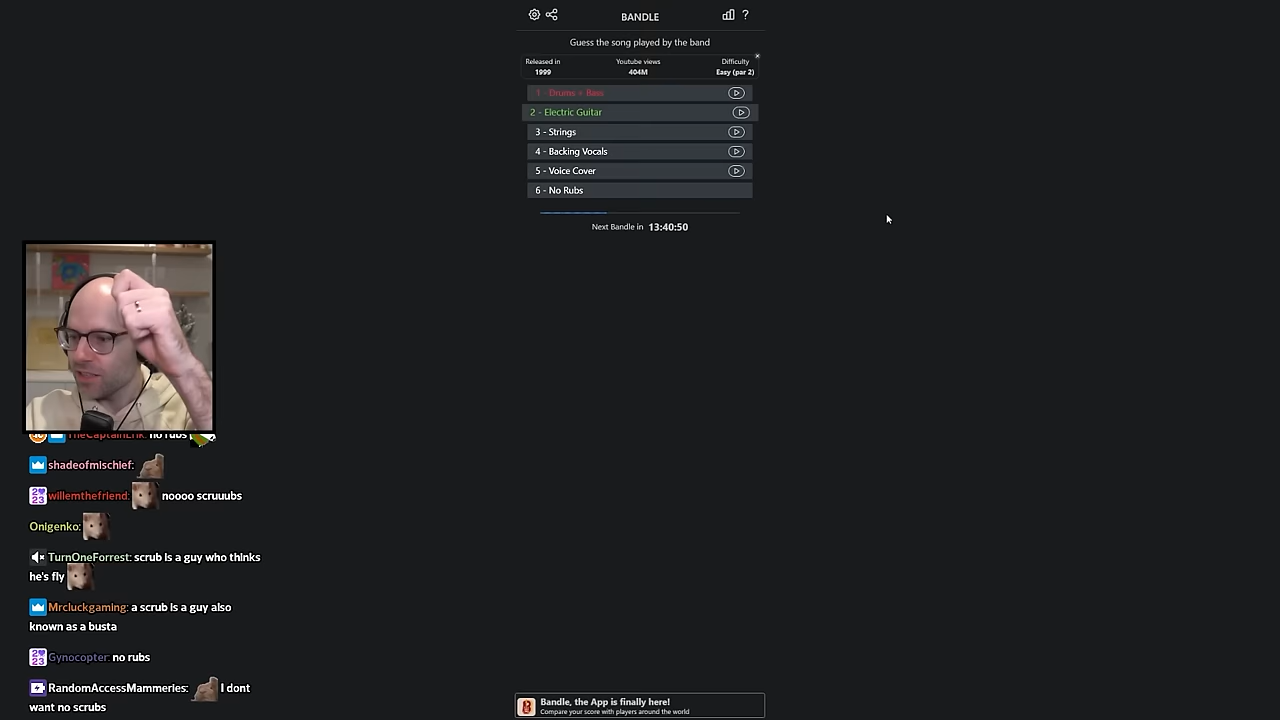 BANDLE
?
Guess the song played by the band
Released in
1999
Youtube views
404M
Difficulty
Easy (par 2)
1 - Drums + Bass
2 - Electric Guitar
3 - Strings
4 - Backing Vocals
5 - Voice Cover
6 - No Rubs
Next Bandle in 13:40:50
TheCaptainErik: no rubs
shadeofmischief:
willemthefriend: noooo scruuubs
Onigenko:
TurnOneForrest: scrub is a guy who thinks
he's fly
Mrcluckgaming: a scrub is a guy also
known as a busta
Gynocopter: no rubs
RandomAccessMammeries: I dont
want no scrubs
Bandle, the App is finally here!
Compare your score with players around the world